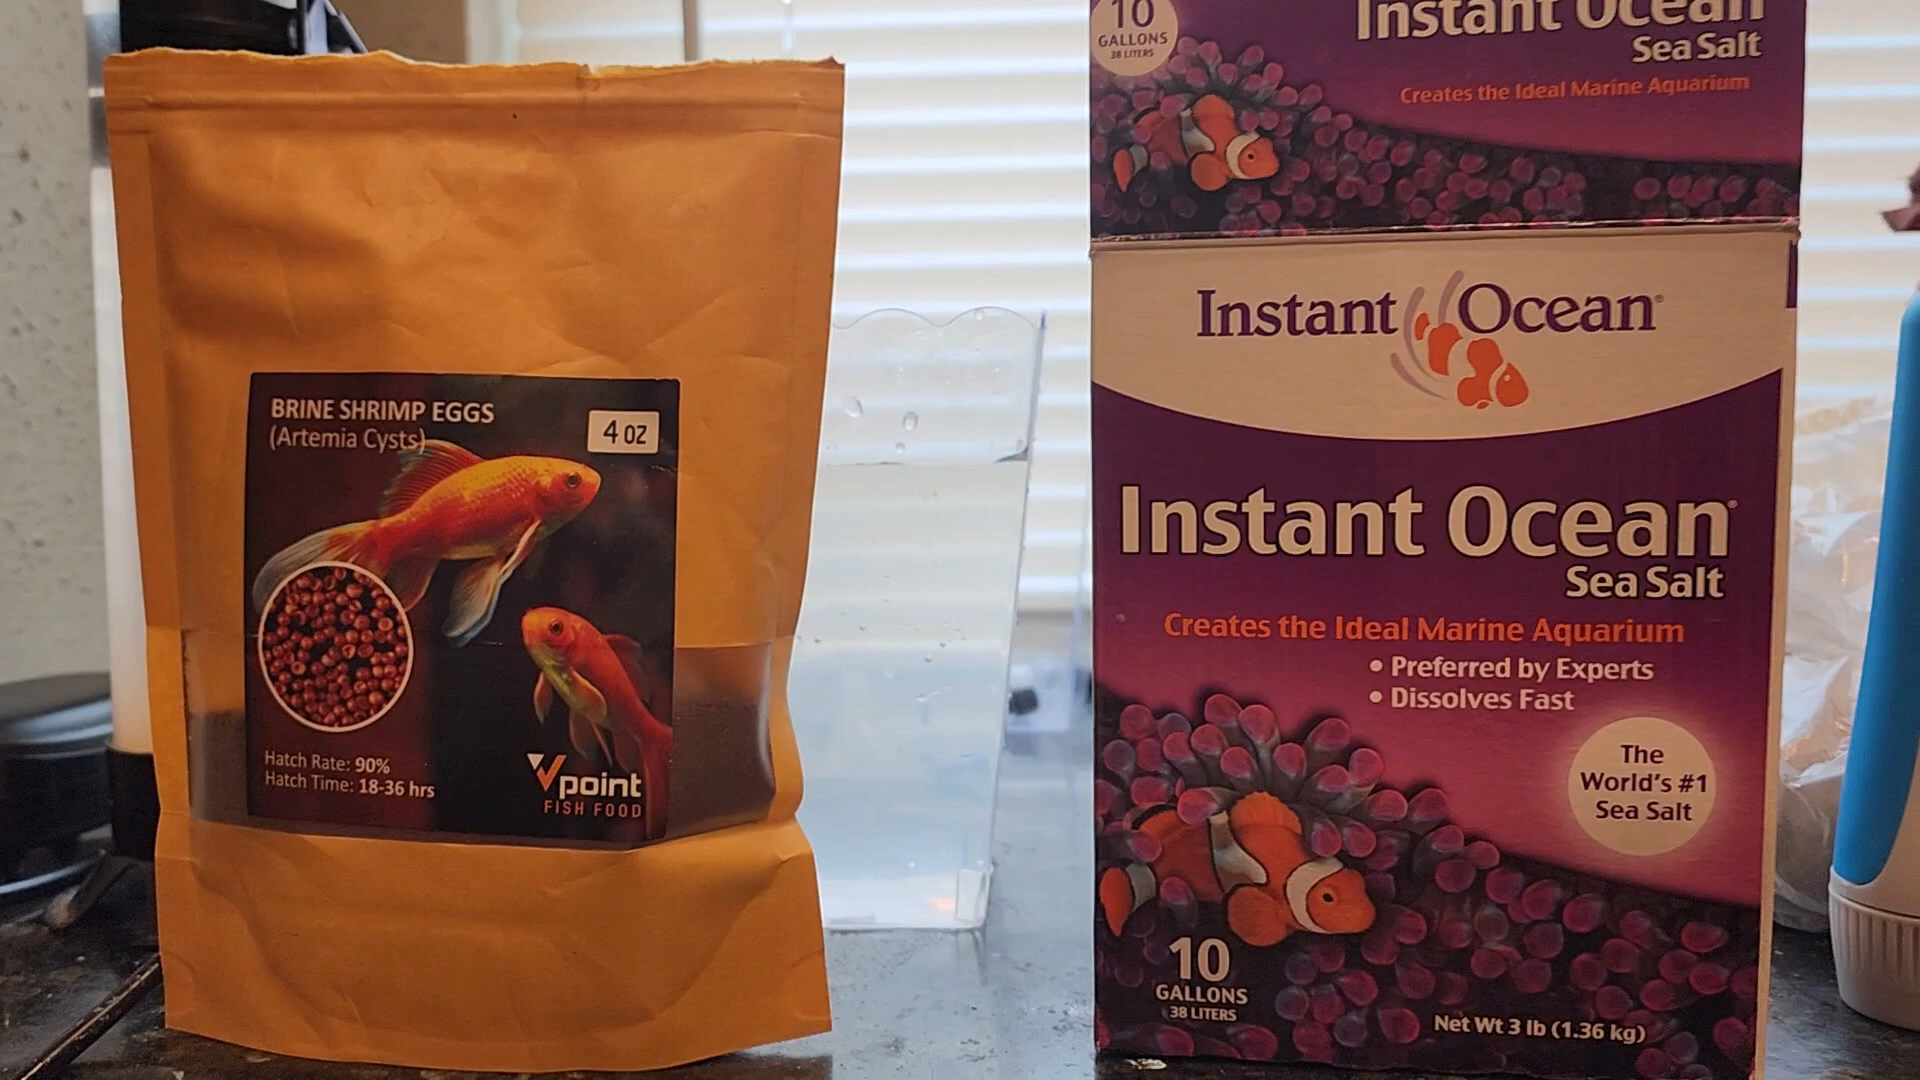 BRINE SHRIMP EGGS
(Artemia Cysts)
4 OZ
Hatch Rate: 90%
Hatch Time: 18-36 hrs
Vpoint
FISH FOOD
10
GALLONS
38 LITERS
Instant Ocean
Sea Salt
Creates the Ideal Marine Aquarium
Instant Ocean®
Instant Ocean®
Sea Salt
Creates the Ideal Marine Aquarium
• Preferred by Experts
• Dissolves Fast
The
World's #1
Sea Salt
10
GALLONS
38 LITERS
Net Wt 3 lb (1.36 kg)